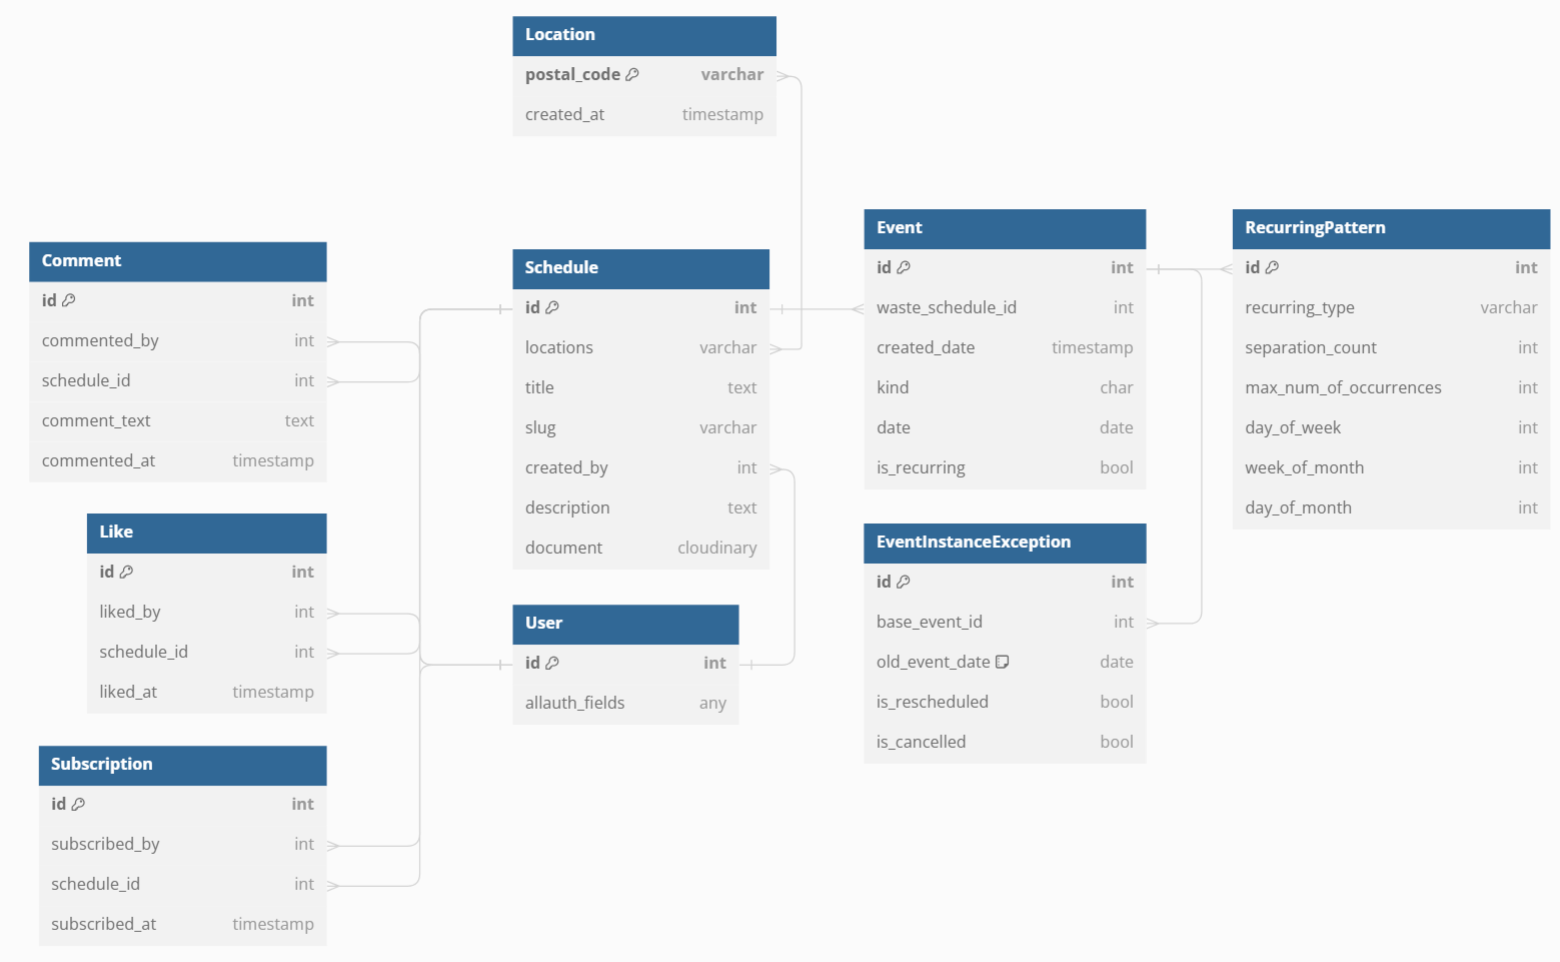 Location
postal_code varchar
created_at timestamp
Comment
id int
commented_by int
schedule_id int
comment_text text
commented_at timestamp
Schedule
id int
locations varchar
title text
slug varchar
created_by int
description text
document cloudinary
Event
id int
waste_schedule_id int
created_date timestamp
kind char
date date
is_recurring bool
RecurringPattern
id int
recurring_type varchar
separation_count int
max_num_of_occurrences int
day_of_week int
week_of_month int
day_of_month int
Like
id int
liked_by int
schedule_id int
liked_at timestamp
User
id int
allauth_fields any
EventInstanceException
id int
base_event_id int
old_event_date date
is_rescheduled bool
is_cancelled bool
Subscription
id int
subscribed_by int
schedule_id int
subscribed_at timestamp